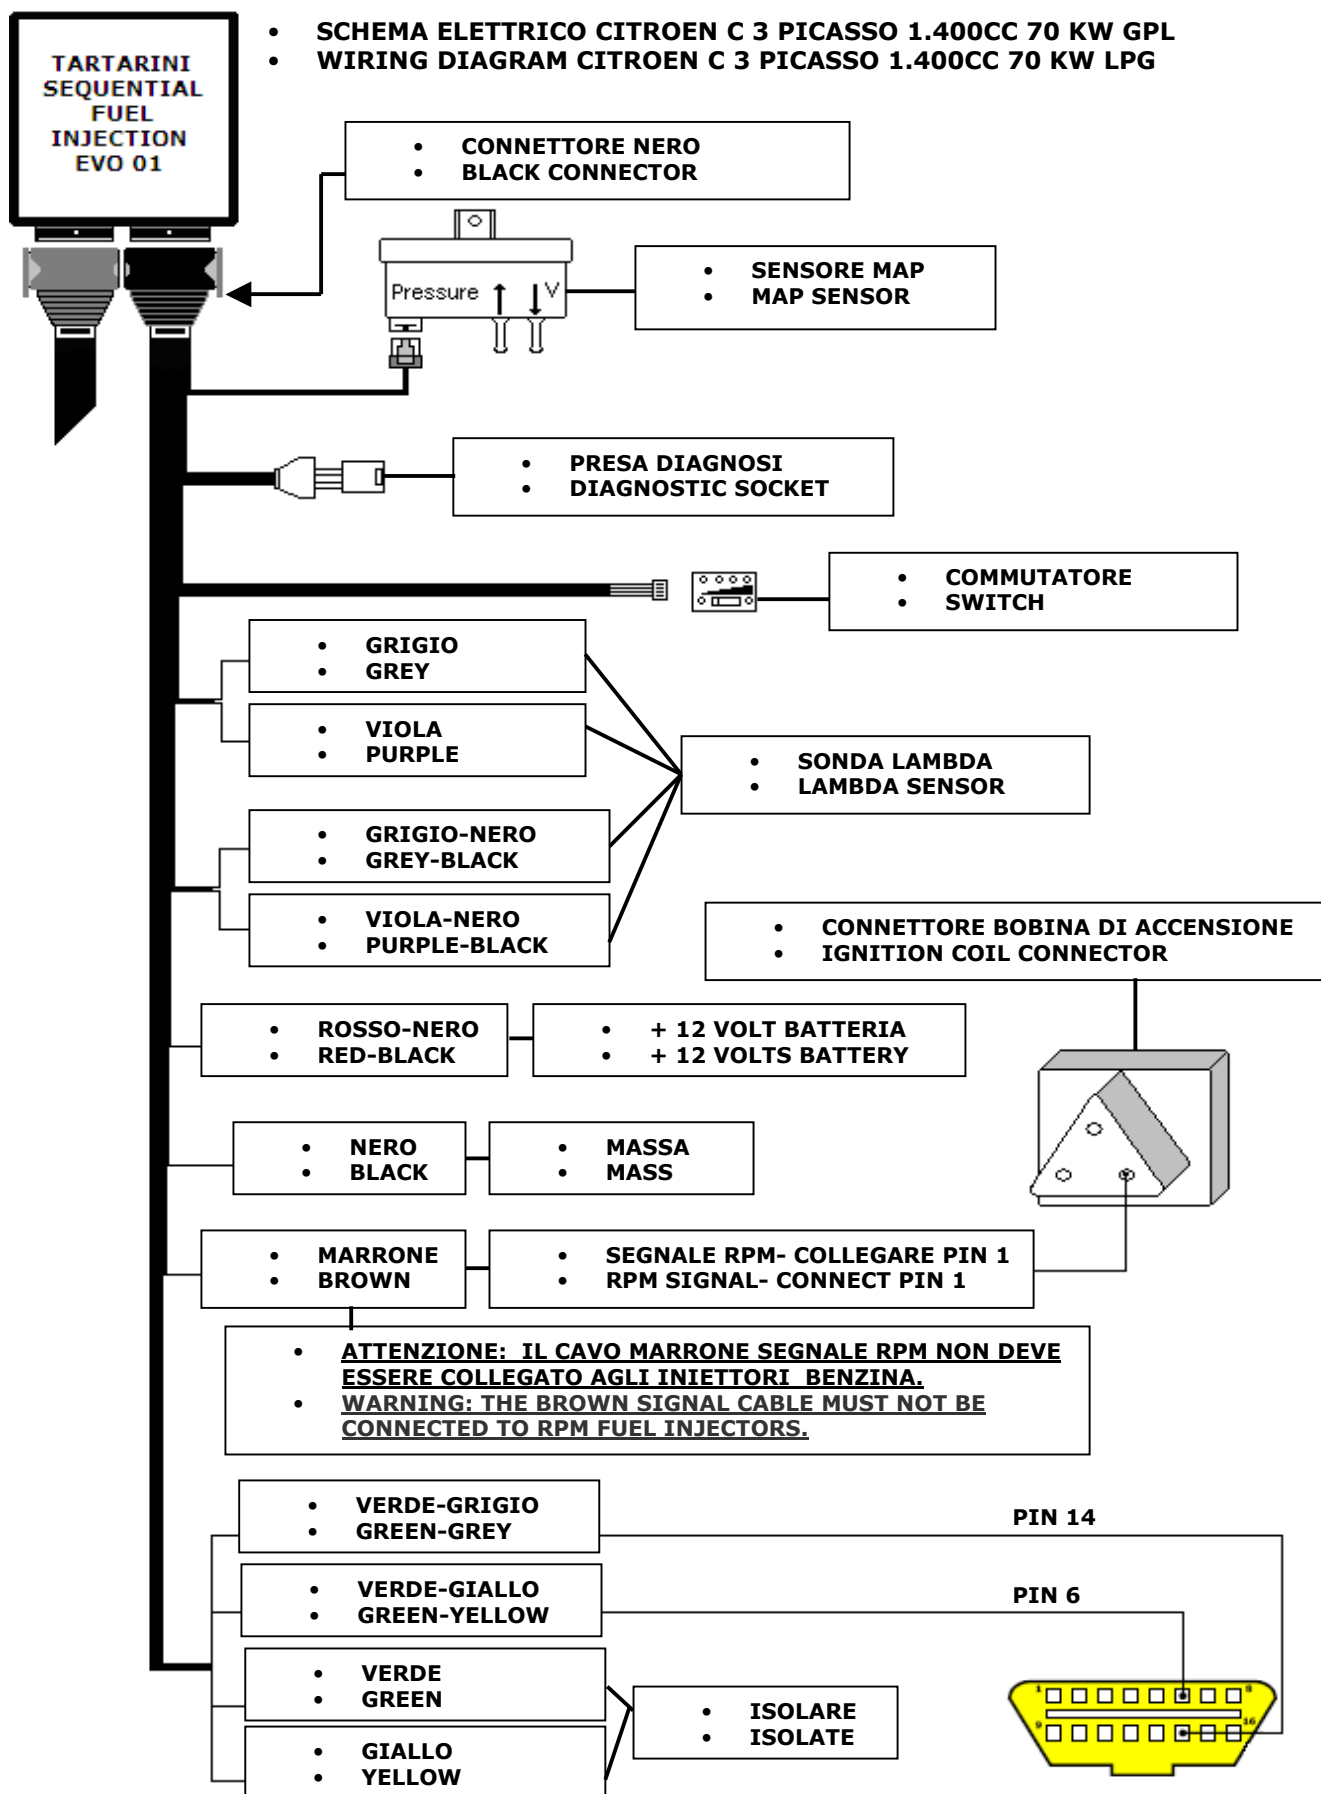 • SCHEMA ELETTRICO CITROEN C 3 PICASSO 1.400CC 70 KW GPL
• WIRING DIAGRAM CITROEN C 3 PICASSO 1.400CC 70 KW LPG
TARTARINI
SEQUENTIAL
FUEL
INJECTION
EVO 01
• CONNETTORE NERO
• BLACK CONNECTOR
Pressure
V
• SENSORE MAP
• MAP SENSOR
• PRESA DIAGNOSI
• DIAGNOSTIC SOCKET
• COMMUTATORE
• SWITCH
• GRIGIO
• GREY
• VIOLA
• PURPLE
• SONDA LAMBDA
• LAMBDA SENSOR
• GRIGIO-NERO
• GREY-BLACK
• VIOLA-NERO
• PURPLE-BLACK
• CONNETTORE BOBINA DI ACCENSIONE
• IGNITION COIL CONNECTOR
• ROSSO-NERO
• RED-BLACK
• + 12 VOLT BATTERIA
• + 12 VOLTS BATTERY
• NERO
• BLACK
• MASSA
• MASS
• MARRONE
• BROWN
• SEGNALE RPM- COLLEGARE PIN 1
• RPM SIGNAL- CONNECT PIN 1
• ATTENZIONE:  IL CAVO MARRONE SEGNALE RPM NON DEVE
ESSERE COLLEGATO AGLI INIETTORI  BENZINA.
• WARNING: THE BROWN SIGNAL CABLE MUST NOT BE
CONNECTED TO RPM FUEL INJECTORS.
• VERDE-GRIGIO
• GREEN-GREY
PIN 14
• VERDE-GIALLO
• GREEN-YELLOW
PIN 6
• VERDE
• GREEN
• ISOLARE
• ISOLATE
• GIALLO
• YELLOW
1 8
9 16